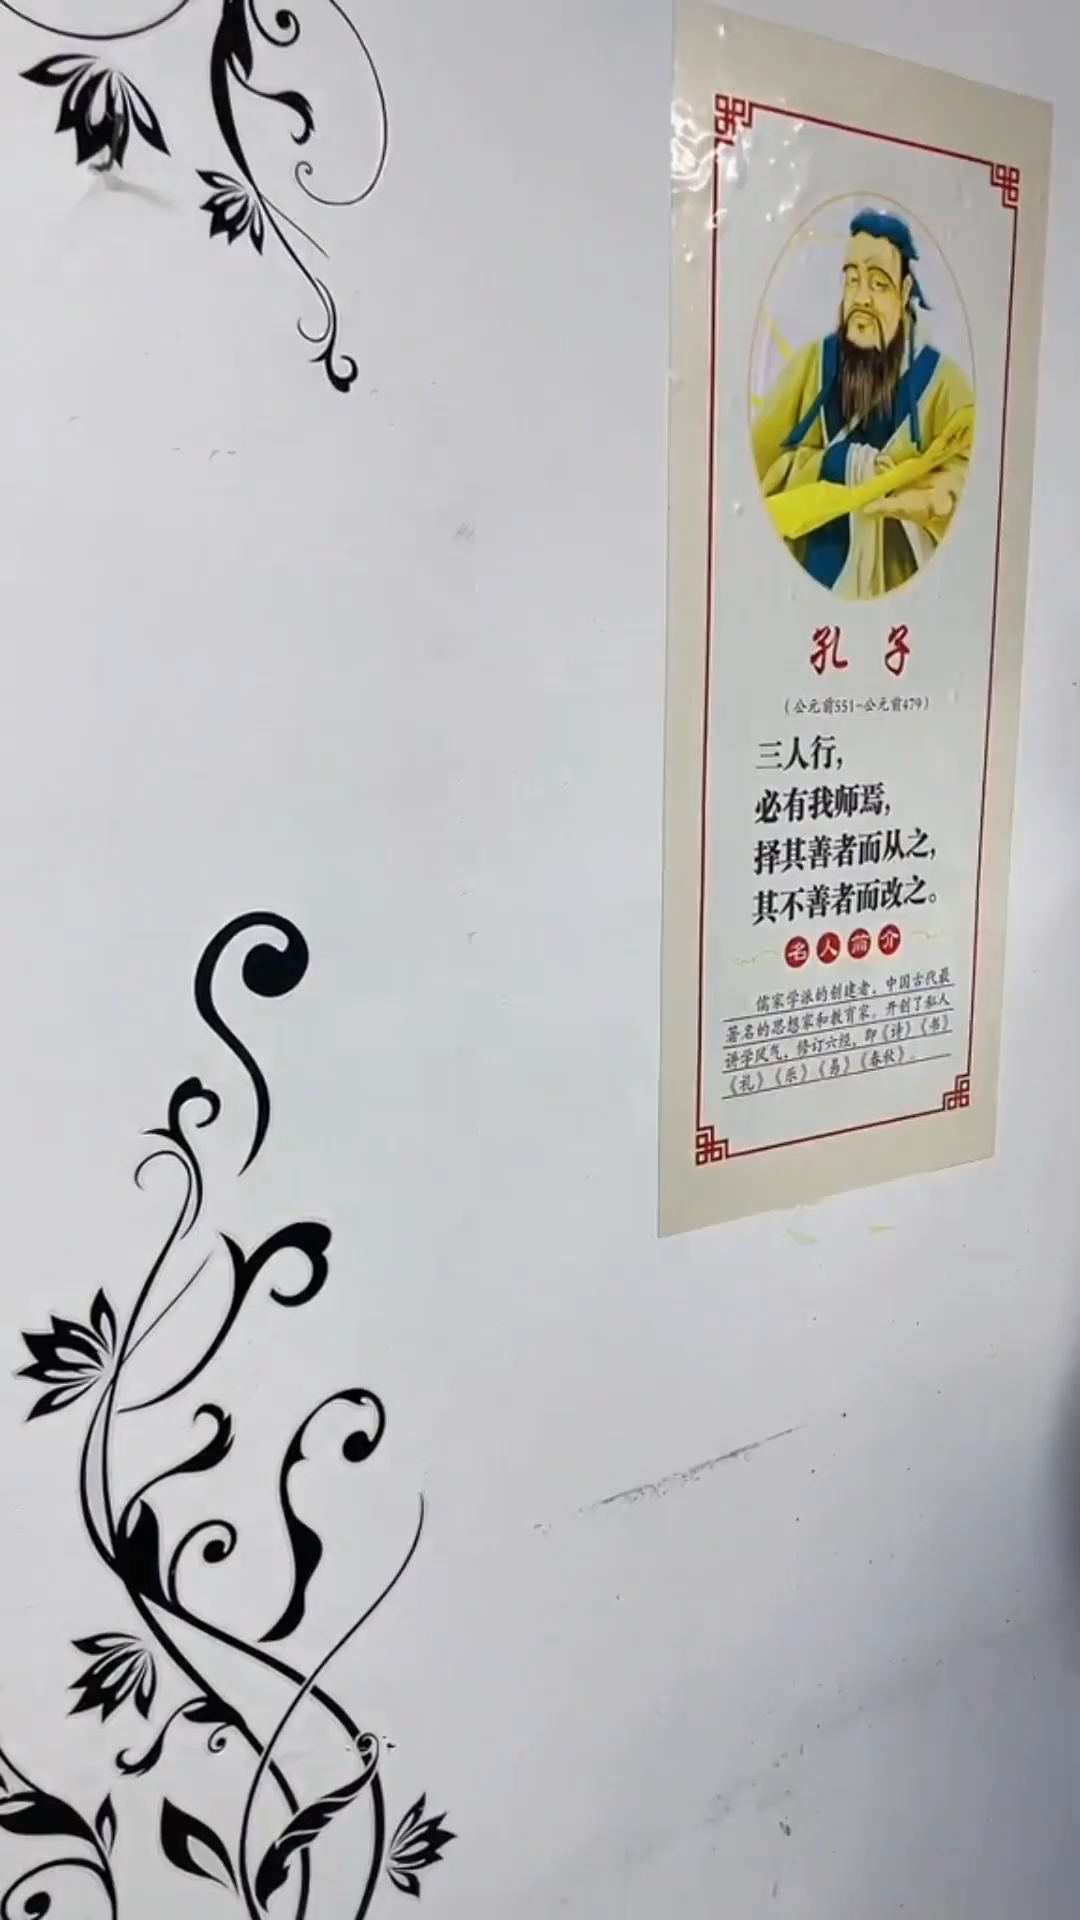 孔子
（公元前551-公元前479）
三人行，
必有我师焉，
择其善者而从之，
其不善者而改之。
名人简介
儒家学派的创建者，中国古代最
著名的思想家和教育家，开创了私人
讲学风气，修订六经，即《诗》《书》
《礼》《乐》《易》《春秋》。